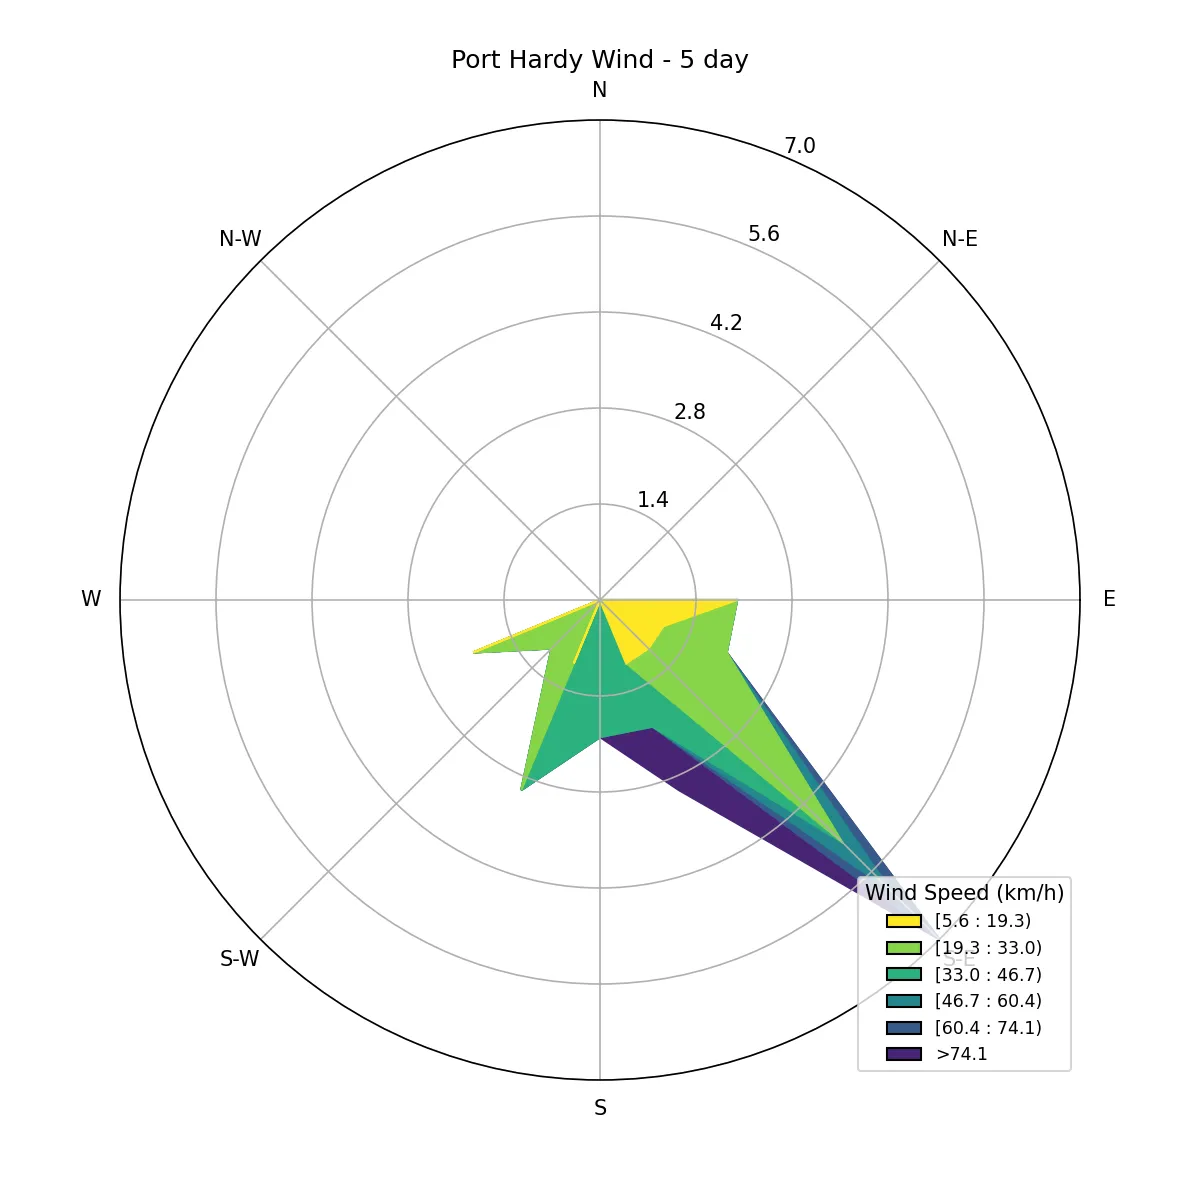 Port Hardy Wind - 5 day
N
7.0
N-W
5.6
N-E
4.2
2.8
1.4
W
E
Wind Speed (km/h)
[5.6 : 19.3)
[19.3 : 33.0)
[33.0 : 46.7)
[46.7 : 60.4)
[60.4 : 74.1)
>74.1
S-W
S-E
S